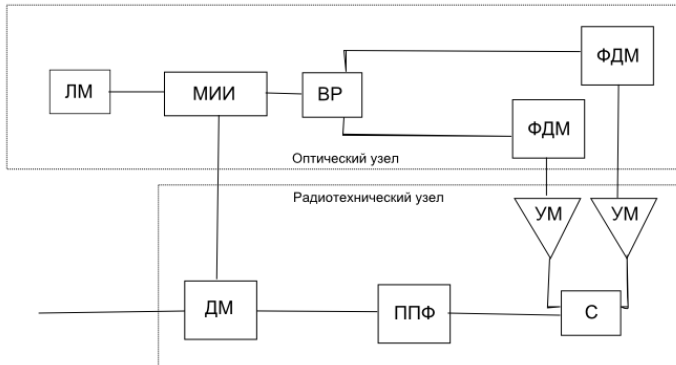 ФДМ
ЛМ
МИИ
ВР
ФДМ
Оптический узел
Радиотехнический узел
УМ
УМ
ДМ
ППФ
С